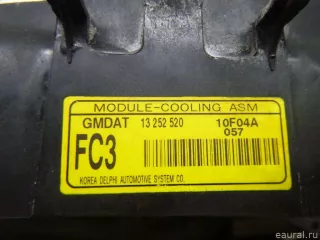 MODULE-COOLING ASM
GMDAT 13 252 520 10F04A
057
FC3
KOREA DELPHI AUTOMOTIVE SYSTEM CO.
eaural.ru